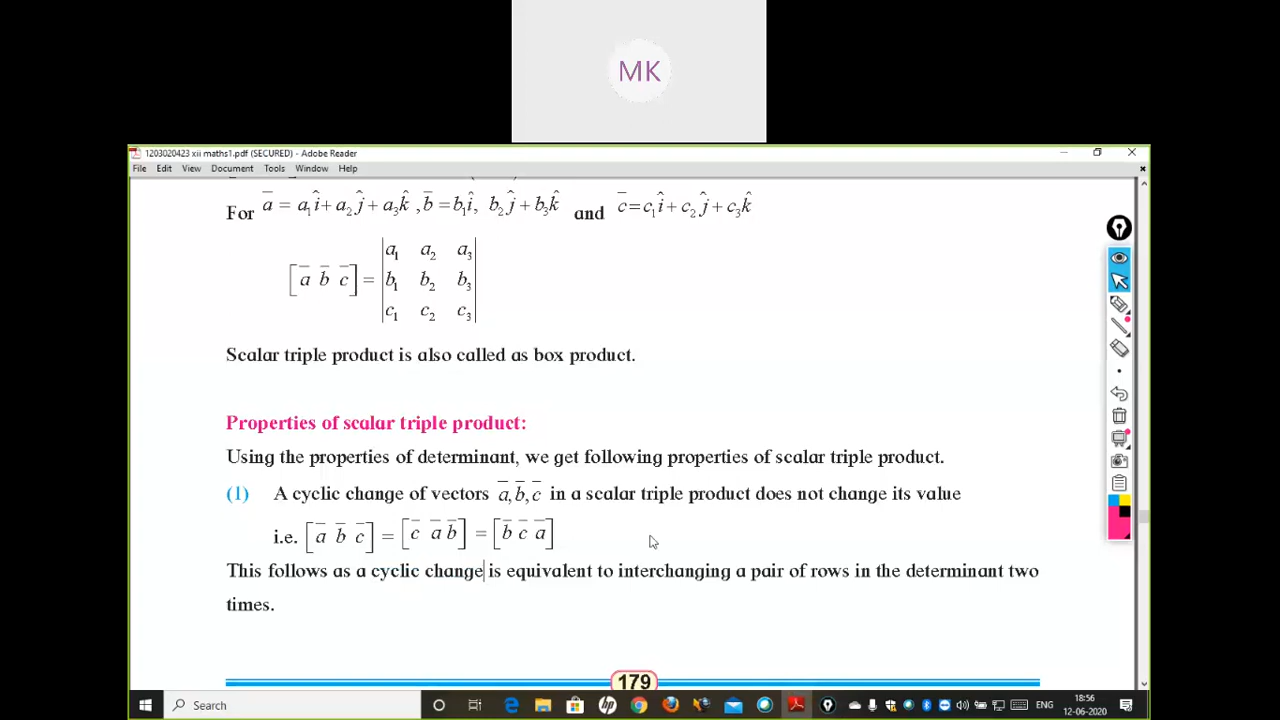 MK
1203020423 xii maths1.pdf (SECURED) - Adobe Reader
File Edit View Document Tools Window Help
For a̅ = a₁î + a₂ĵ + a₃k̂ , b̅ = b₁î, b₂ĵ + b₃k̂ and c̅ = c₁î + c₂ĵ + c₃k̂
a₁ a₂ a₃
[a̅ b̅ c̅] = b₁ b₂ b₃
c₁ c₂ c₃
Scalar triple product is also called as box product.
Properties of scalar triple product:
Using the properties of determinant, we get following properties of scalar triple product.
(1) A cyclic change of vectors a̅, b̅, c̅ in a scalar triple product does not change its value
i.e. [a̅ b̅ c̅] = [c̅ a̅ b̅] = [b̅ c̅ a̅]
This follows as a cyclic change is equivalent to interchanging a pair of rows in the determinant two
times.
179
Search
ENG
18:56
12-06-2020